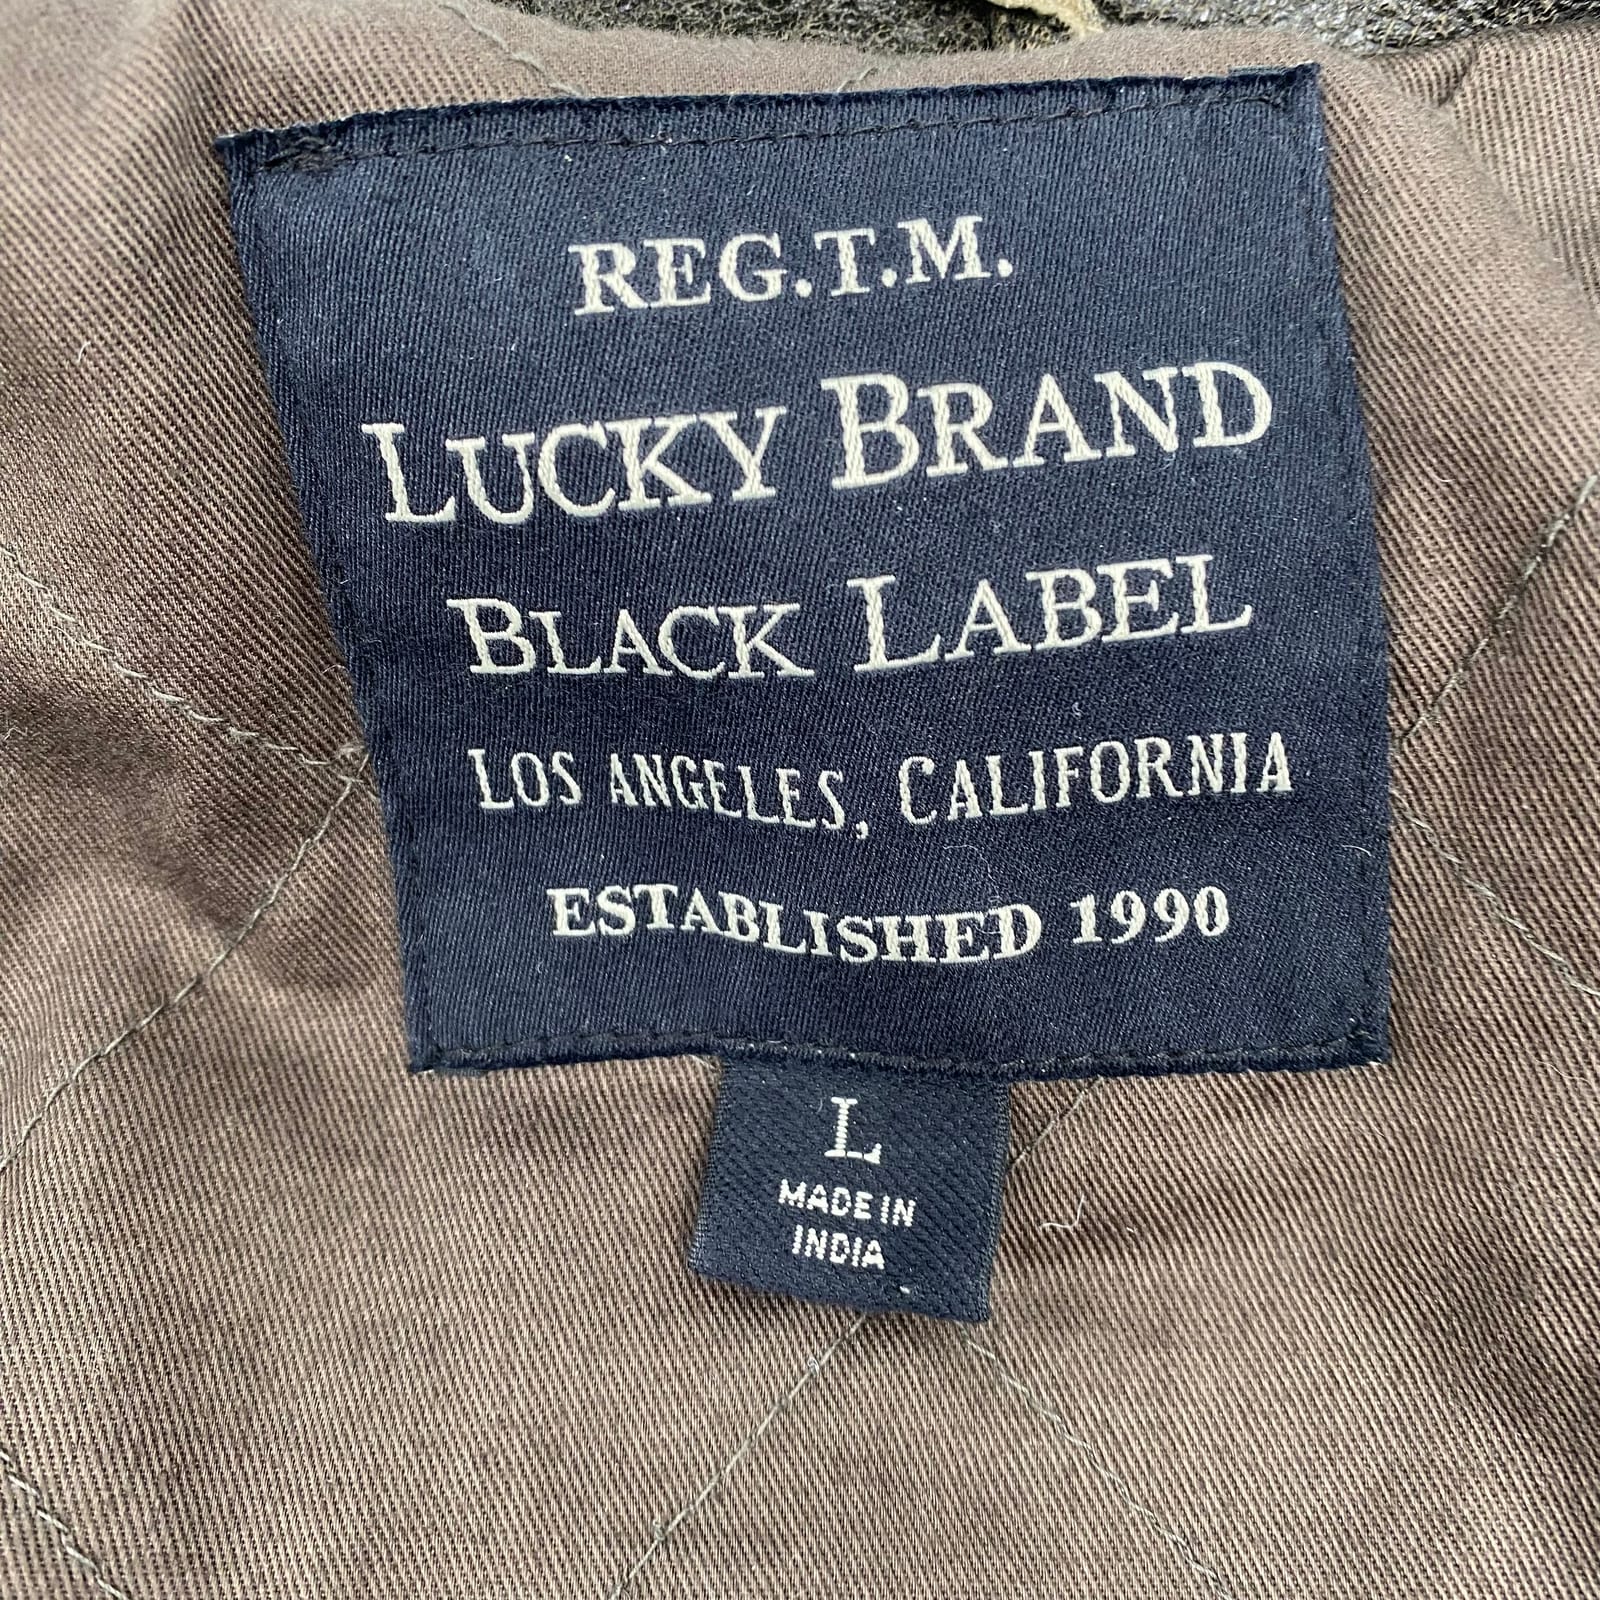 REG.T.M.
LUCKY BRAND
BLACK LABEL
LOS ANGELES, CALIFORNIA
ESTABLISHED 1990
L
MADE IN
INDIA